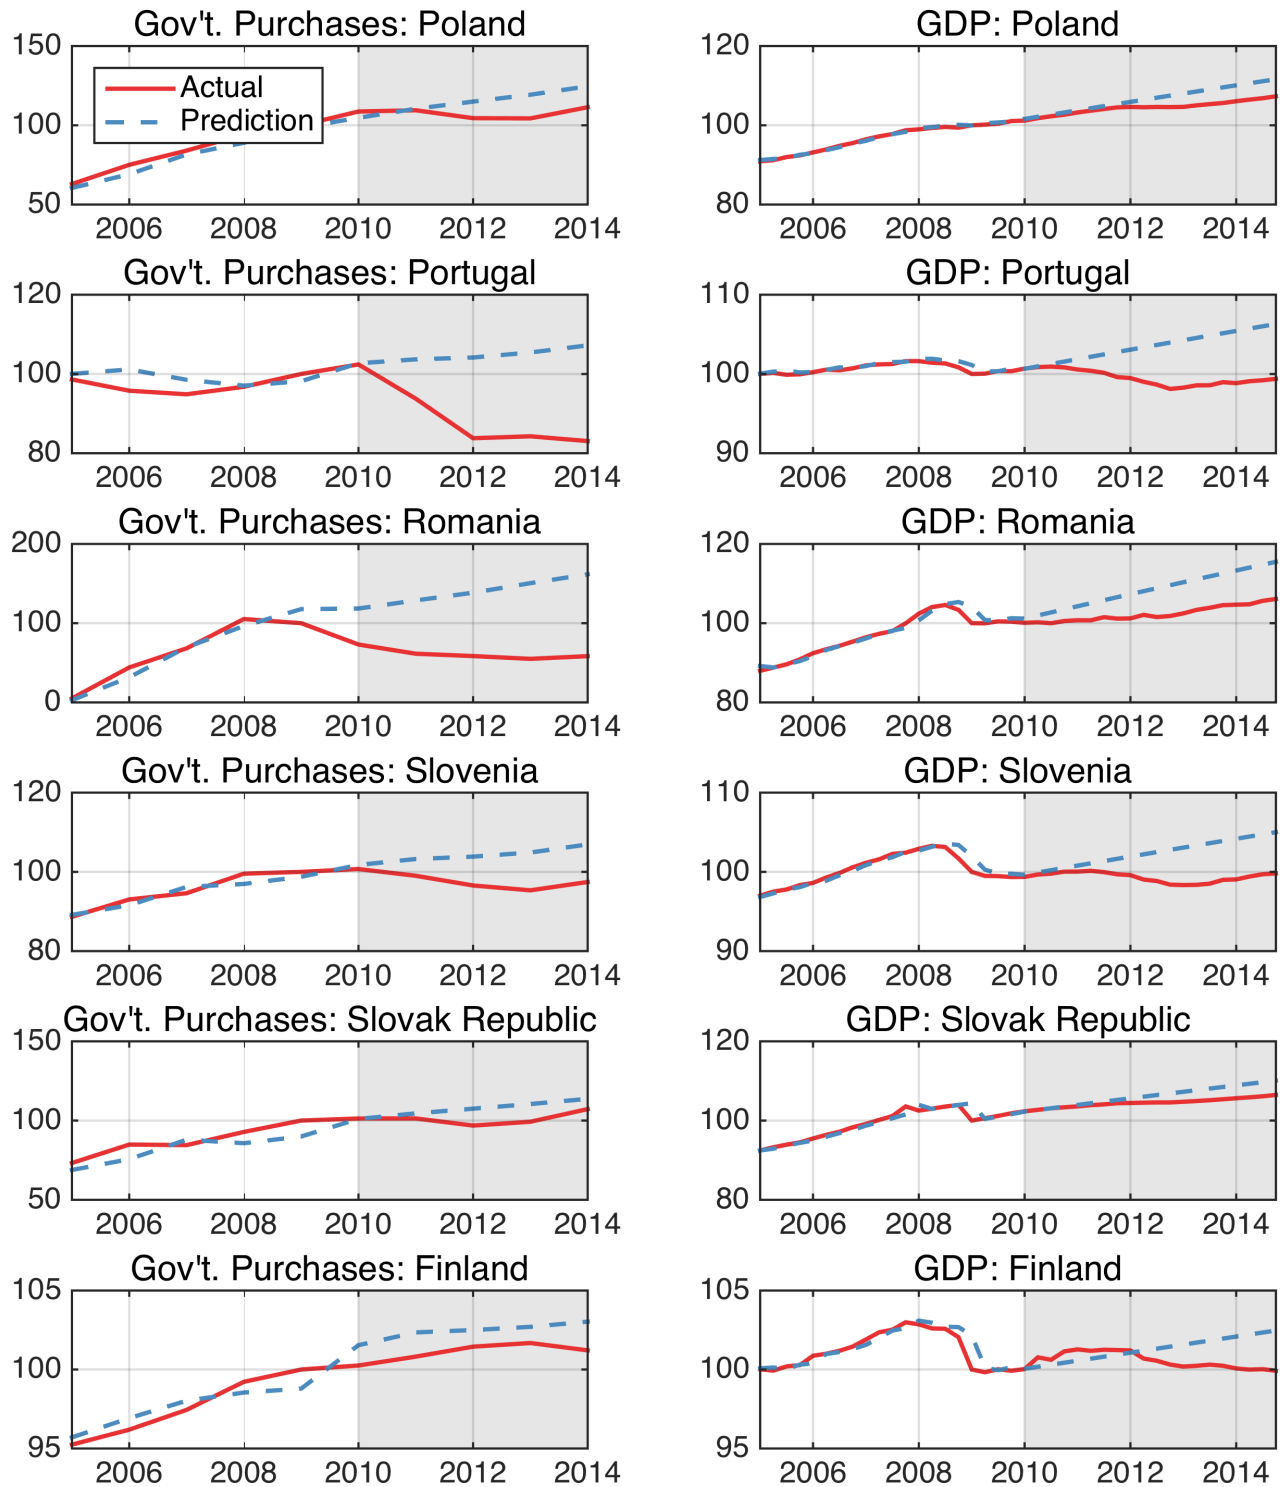 Gov't. Purchases: Poland
150
100
50
Actual
Prediction
2006 2008 2010 2012 2014
GDP: Poland
120
100
80
2006 2008 2010 2012 2014
Gov't. Purchases: Portugal
120
100
80
2006 2008 2010 2012 2014
GDP: Portugal
110
100
90
2006 2008 2010 2012 2014
Gov't. Purchases: Romania
200
100
0
2006 2008 2010 2012 2014
GDP: Romania
120
100
80
2006 2008 2010 2012 2014
Gov't. Purchases: Slovenia
120
100
80
2006 2008 2010 2012 2014
GDP: Slovenia
110
100
90
2006 2008 2010 2012 2014
Gov't. Purchases: Slovak Republic
150
100
50
2006 2008 2010 2012 2014
GDP: Slovak Republic
120
100
80
2006 2008 2010 2012 2014
Gov't. Purchases: Finland
105
100
95
2006 2008 2010 2012 2014
GDP: Finland
105
100
95
2006 2008 2010 2012 2014